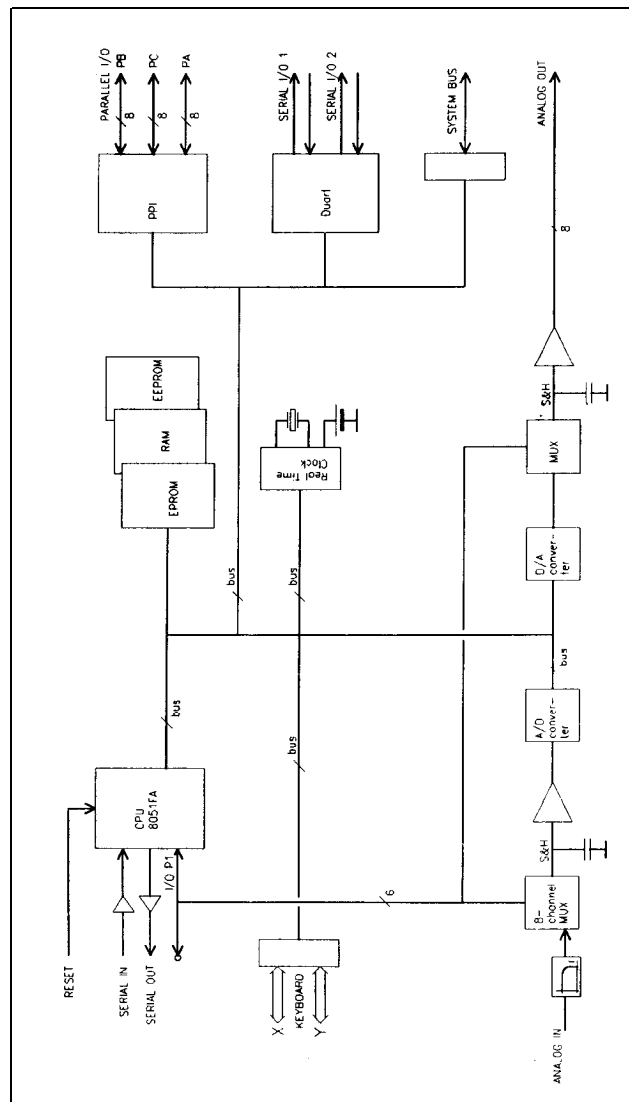 RESET
SERIAL IN
SERIAL OUT
I/O P1
CPU
8051FA
bus
EPROM
RAM
EEPROM
PARALLEL I/O
PB
8
PC
8
PA
8
PPI
SERIAL I/O 1
SERIAL I/O 2
Duart
SYSTEM BUS
bus
X
KEYBOARD
Y
bus
bus
Real Time
Clock
6
ANALOG IN
8-
channel
MUX
S&H
A/D
conver-
ter
bus
D/A
conver-
ter
MUX
S&H
8
ANALOG OUT